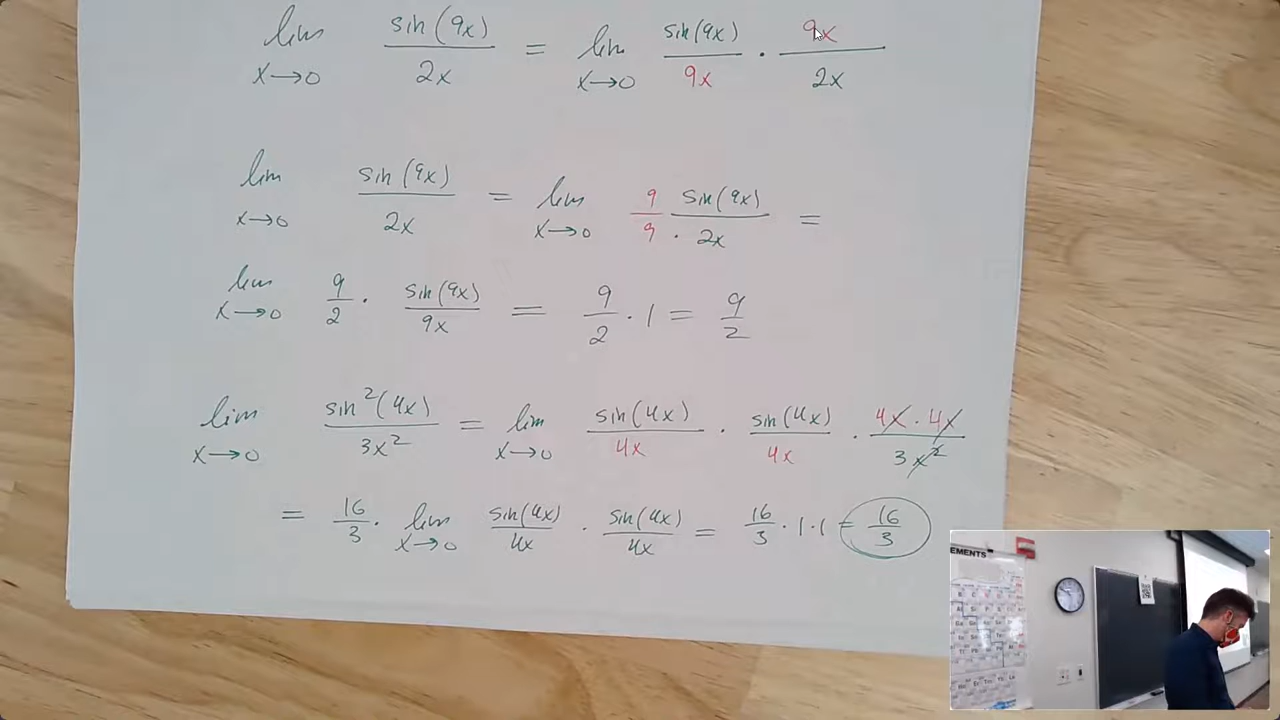 lim x→0 sin(9x)/2x = lim x→0 sin(9x)/9x · 9x/2x
lim x→0 sin(9x)/2x = lim x→0 9/9 · sin(9x)/2x =
lim x→0 9/2 · sin(9x)/9x = 9/2 · 1 = 9/2
lim x→0 sin²(4x)/3x² = lim x→0 sin(4x)/4x · sin(4x)/4x · 4x · 4x/3x²
= 16/3 · lim x→0 sin(4x)/4x · sin(4x)/4x = 16/3 · 1 · 1 = 16/3
EMENTS